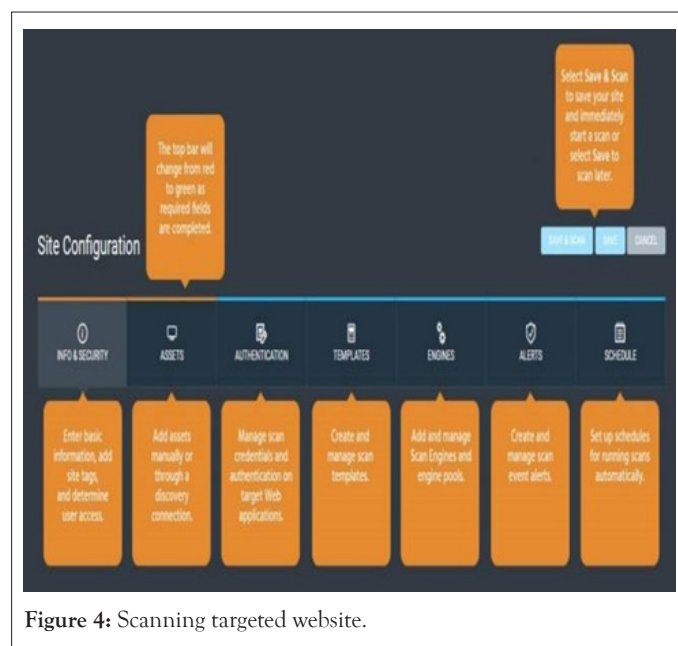 Select Save & Scan
to save your site
and immediately
start a scan or
select Save to
scan later.
The top bar will
change from red
to green as
required fields
are completed.
Site Configuration
SAVE & SCAN
SAVE
CANCEL
INFO & SECURITY
ASSETS
AUTHENTICATION
TEMPLATES
ENGINES
ALERTS
SCHEDULE
Enter basic
information, add
site tags,
and determine
user access.
Add assets
manually or
through a
discovery
connection.
Manage scan
credentials and
authentication on
target Web
applications.
Create and
manage scan
templates.
Add and manage
Scan Engines and
engine pools.
Create and
manage scan
event alerts.
Set up schedules
for running scans
automatically.
Figure 4: Scanning targeted website.